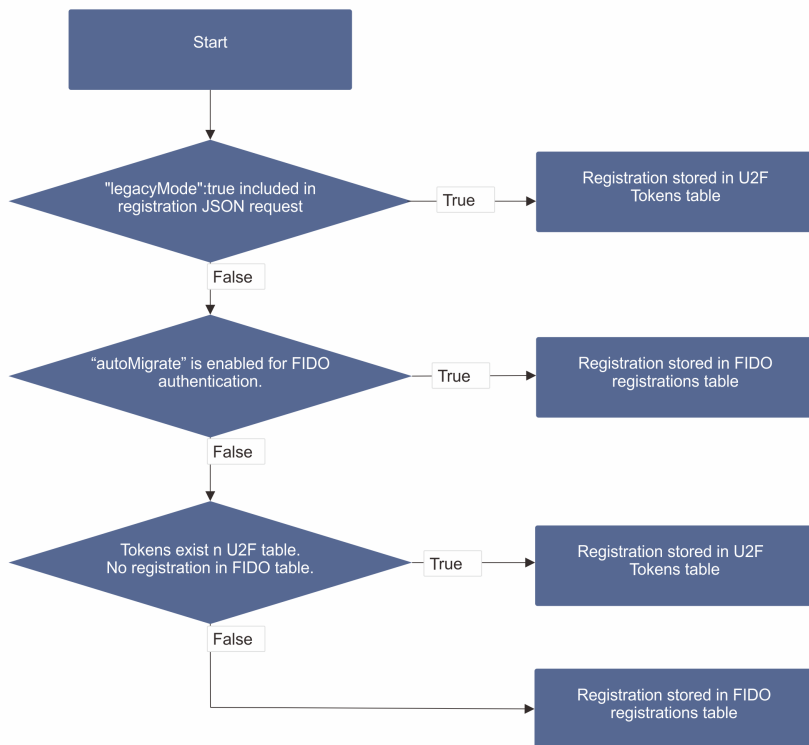 Start
"legacyMode":true included in
registration JSON request
True
Registration stored in U2F
Tokens table
False
“autoMigrate” is enabled for FIDO
authentication.
True
Registration stored in FIDO
registrations table
False
Tokens exist n U2F table.
No registration in FIDO table.
True
Registration stored in U2F
Tokens table
False
Registration stored in FIDO
registrations table